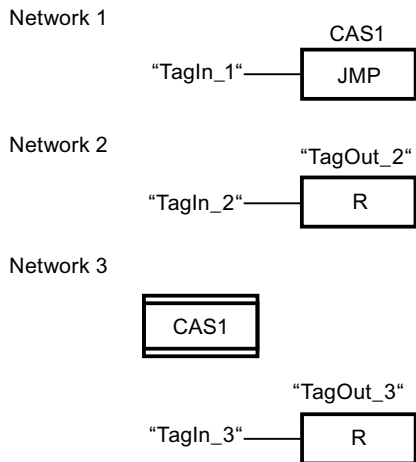 Network 1
CAS1
“TagIn_1“
JMP
Network 2
“TagOut_2“
“TagIn_2“
R
Network 3
CAS1
“TagOut_3“
“TagIn_3“
R